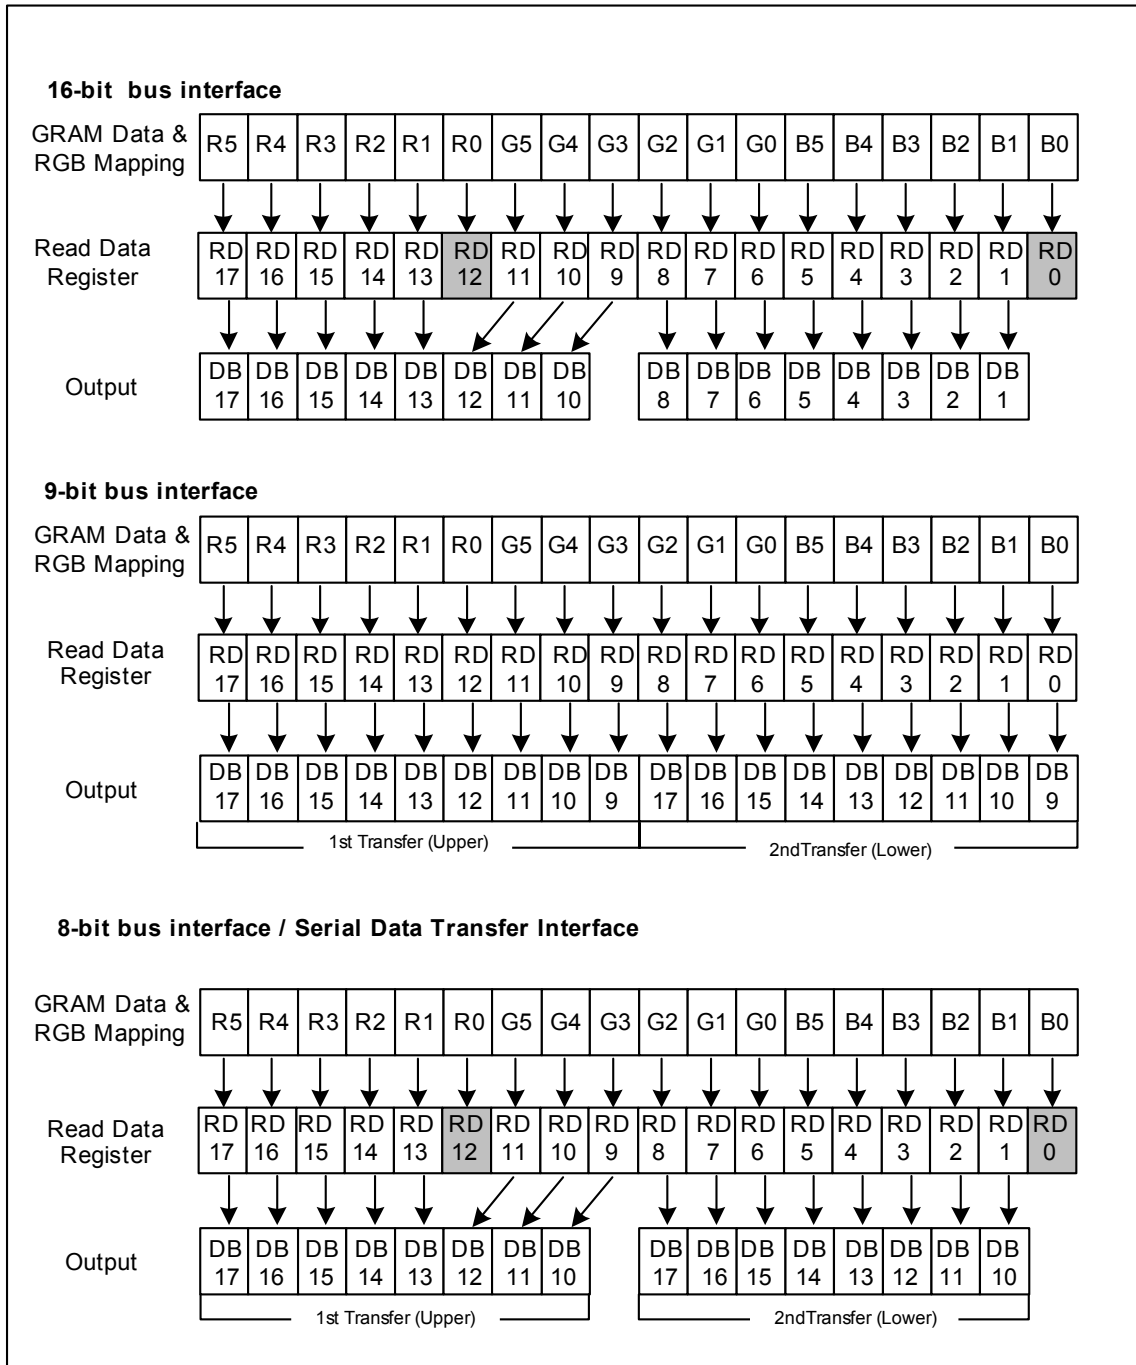 16-bit bus interface
GRAM Data &
RGB Mapping
R5 R4 R3 R2 R1 R0 G5 G4 G3 G2 G1 G0 B5 B4 B3 B2 B1 B0
Read Data
Register
RD RD RD RD RD RD RD RD RD RD RD RD RD RD RD RD RD RD
17 16 15 14 13 12 11 10 9 8 7 6 5 4 3 2 1 0
Output
DB DB DB DB DB DB DB DB DB DB DB DB DB DB DB DB
17 16 15 14 13 12 11 10 8 7 6 5 4 3 2 1
9-bit bus interface
GRAM Data &
RGB Mapping
R5 R4 R3 R2 R1 R0 G5 G4 G3 G2 G1 G0 B5 B4 B3 B2 B1 B0
Read Data
Register
RD RD RD RD RD RD RD RD RD RD RD RD RD RD RD RD RD RD
17 16 15 14 13 12 11 10 9 8 7 6 5 4 3 2 1 0
Output
DB DB DB DB DB DB DB DB DB DB DB DB DB DB DB DB DB DB
17 16 15 14 13 12 11 10 9 17 16 15 14 13 12 11 10 9
1st Transfer (Upper) 2ndTransfer (Lower)
8-bit bus interface / Serial Data Transfer Interface
GRAM Data &
RGB Mapping
R5 R4 R3 R2 R1 R0 G5 G4 G3 G2 G1 G0 B5 B4 B3 B2 B1 B0
Read Data
Register
RD RD RD RD RD RD RD RD RD RD RD RD RD RD RD RD RD RD
17 16 15 14 13 12 11 10 9 8 7 6 5 4 3 2 1 0
Output
DB DB DB DB DB DB DB DB DB DB DB DB DB DB DB DB
17 16 15 14 13 12 11 10 17 16 15 14 13 12 11 10
1st Transfer (Upper) 2ndTransfer (Lower)